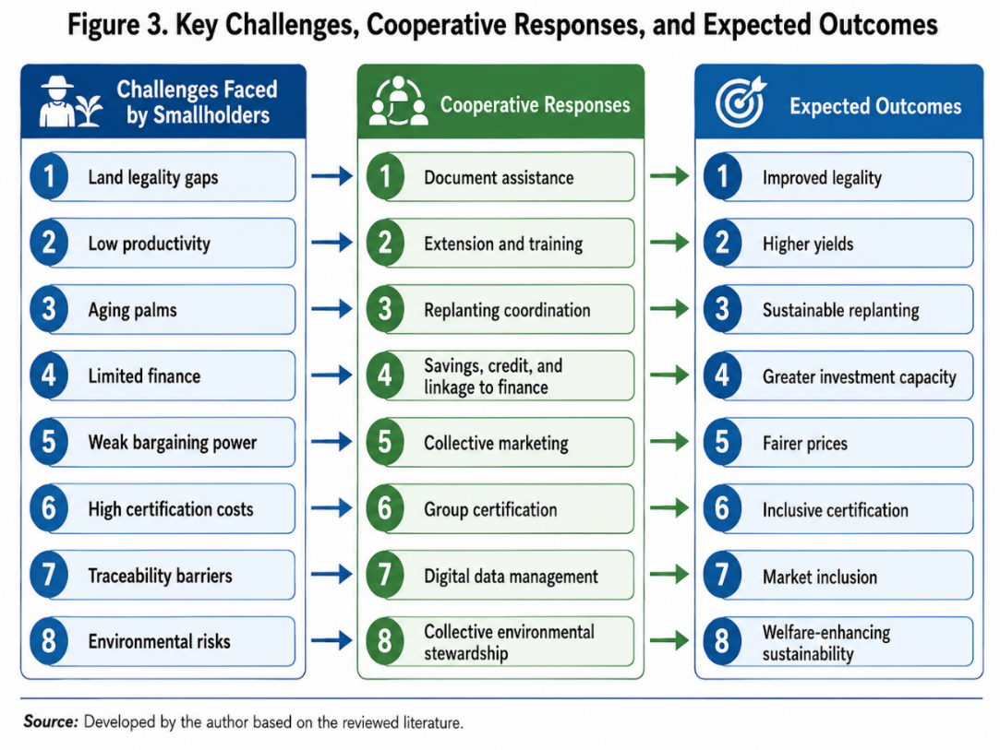 Figure 3. Key Challenges, Cooperative Responses, and Expected Outcomes
Challenges Faced
by Smallholders
1 Land legality gaps
2 Low productivity
3 Aging palms
4 Limited finance
5 Weak bargaining power
6 High certification costs
7 Traceability barriers
8 Environmental risks
Cooperative Responses
1 Document assistance
2 Extension and training
3 Replanting coordination
4 Savings, credit, and
linkage to finance
5 Collective marketing
6 Group certification
7 Digital data management
8 Collective environmental
stewardship
Expected Outcomes
1 Improved legality
2 Higher yields
3 Sustainable replanting
4 Greater investment capacity
5 Fairer prices
6 Inclusive certification
7 Market inclusion
8 Welfare-enhancing
sustainability
Source: Developed by the author based on the reviewed literature.